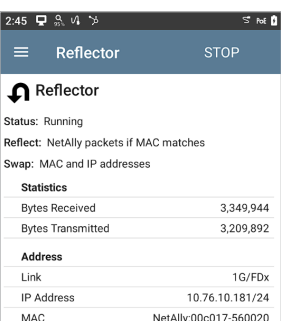 2:45 95% PoE
Reflector STOP
Reflector
Status: Running
Reflect: NetAlly packets if MAC matches
Swap: MAC and IP addresses
Statistics
Bytes Received 3,349,944
Bytes Transmitted 3,209,892
Address
Link 1G/FDx
IP Address 10.76.10.181/24
MAC NetAlly:00c017-560020